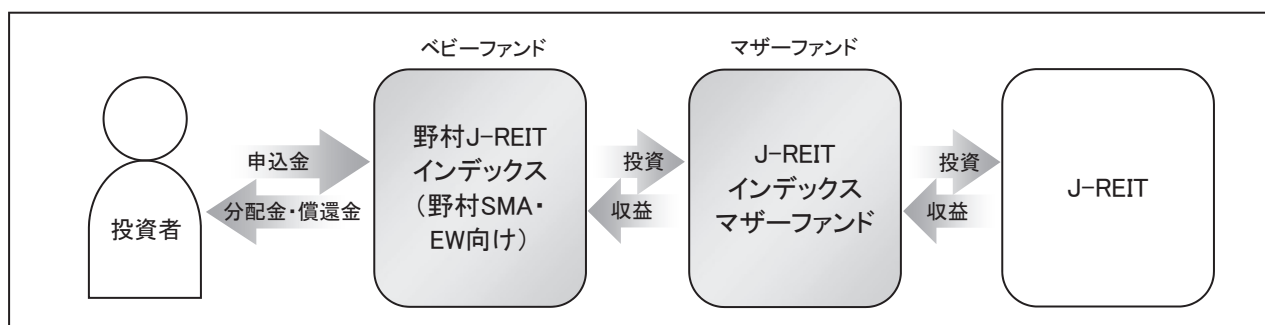 ベビーファンド
マザーファンド
投資者
申込金
分配金・償還金
野村J-REIT
インデックス
（野村SMA・
EW向け）
投資
収益
J-REIT
インデックス
マザーファンド
投資
収益
J-REIT